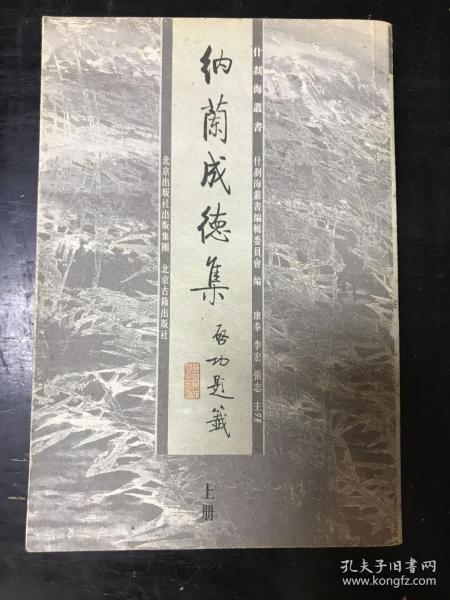 什刹海叢書 什刹海叢書編輯委員會 編 康奉 李宏 張志 主編
納蘭成德集
啓功題籤
北京出版社出版集團 北京古籍出版社
上册
孔夫子旧书网
www.kongfz.com